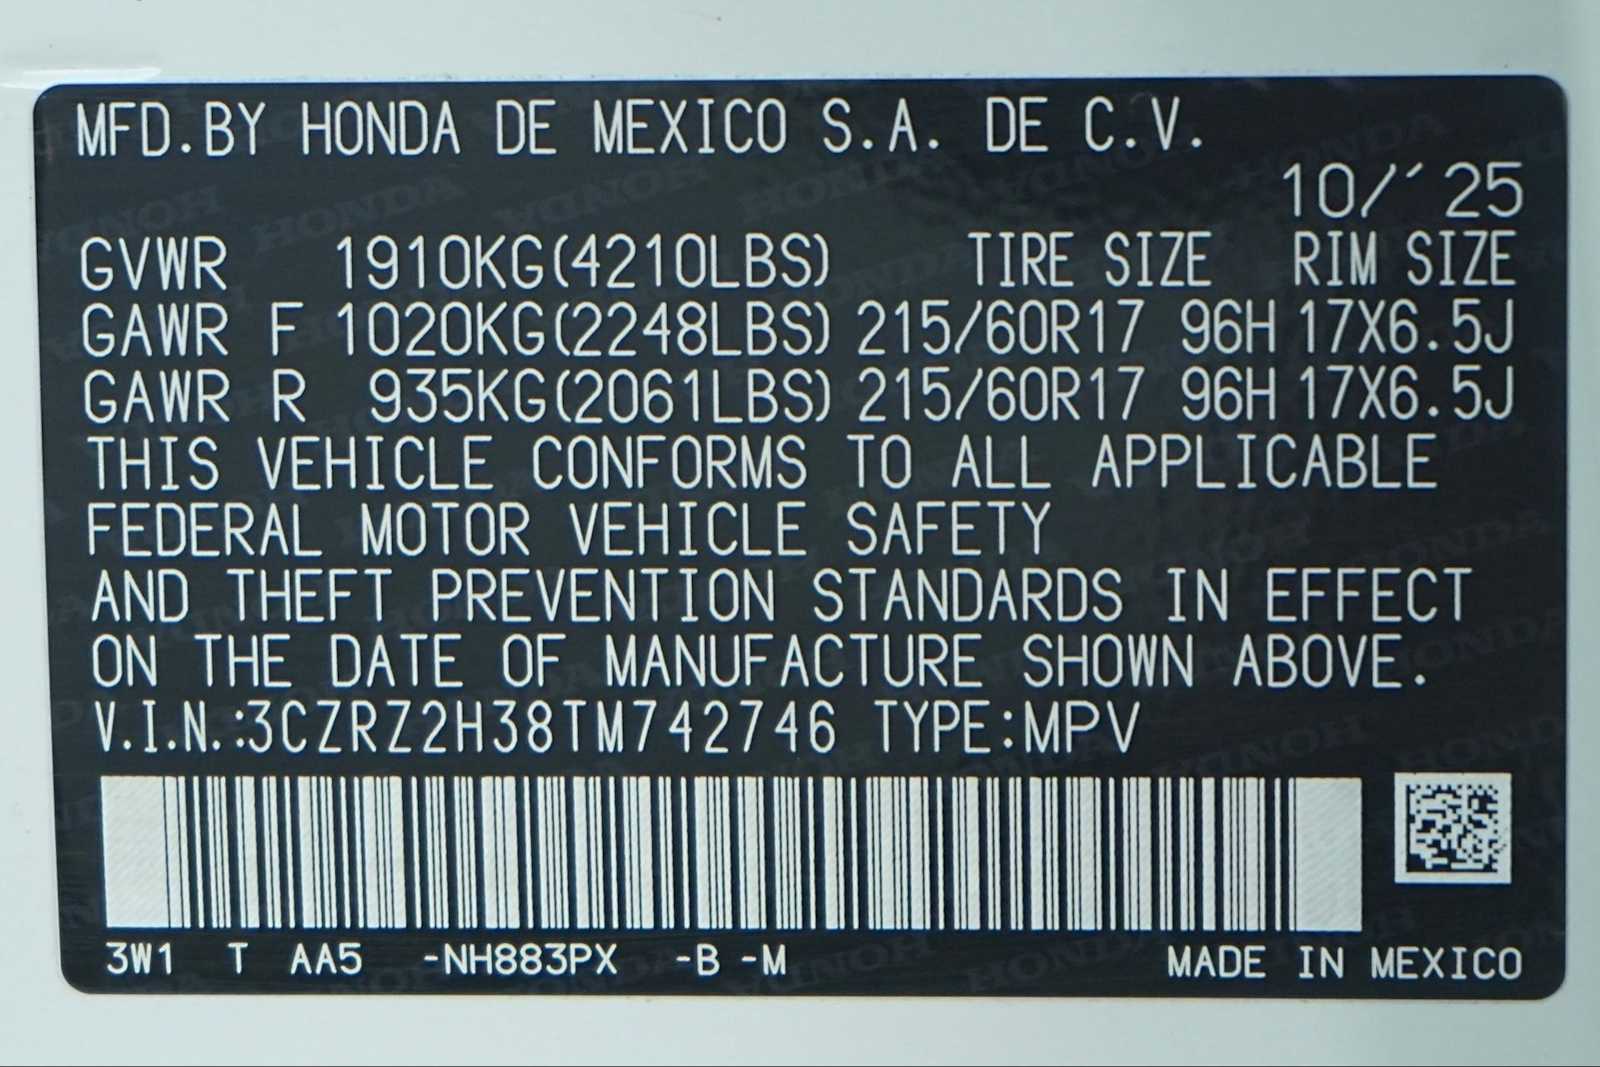 MFD.BY HONDA DE MEXICO S.A. DE C.V.
10/´25
GVWR 1910KG(4210LBS) TIRE SIZE RIM SIZE
GAWR F 1020KG(2248LBS) 215/60R17 96H 17X6.5J
GAWR R 935KG(2061LBS) 215/60R17 96H 17X6.5J
THIS VEHICLE CONFORMS TO ALL APPLICABLE
FEDERAL MOTOR VEHICLE SAFETY
AND THEFT PREVENTION STANDARDS IN EFFECT
ON THE DATE OF MANUFACTURE SHOWN ABOVE.
V.I.N.:3CZRZ2H38TM742746 TYPE:MPV
3W1 T AA5 -NH883PX -B -M MADE IN MEXICO